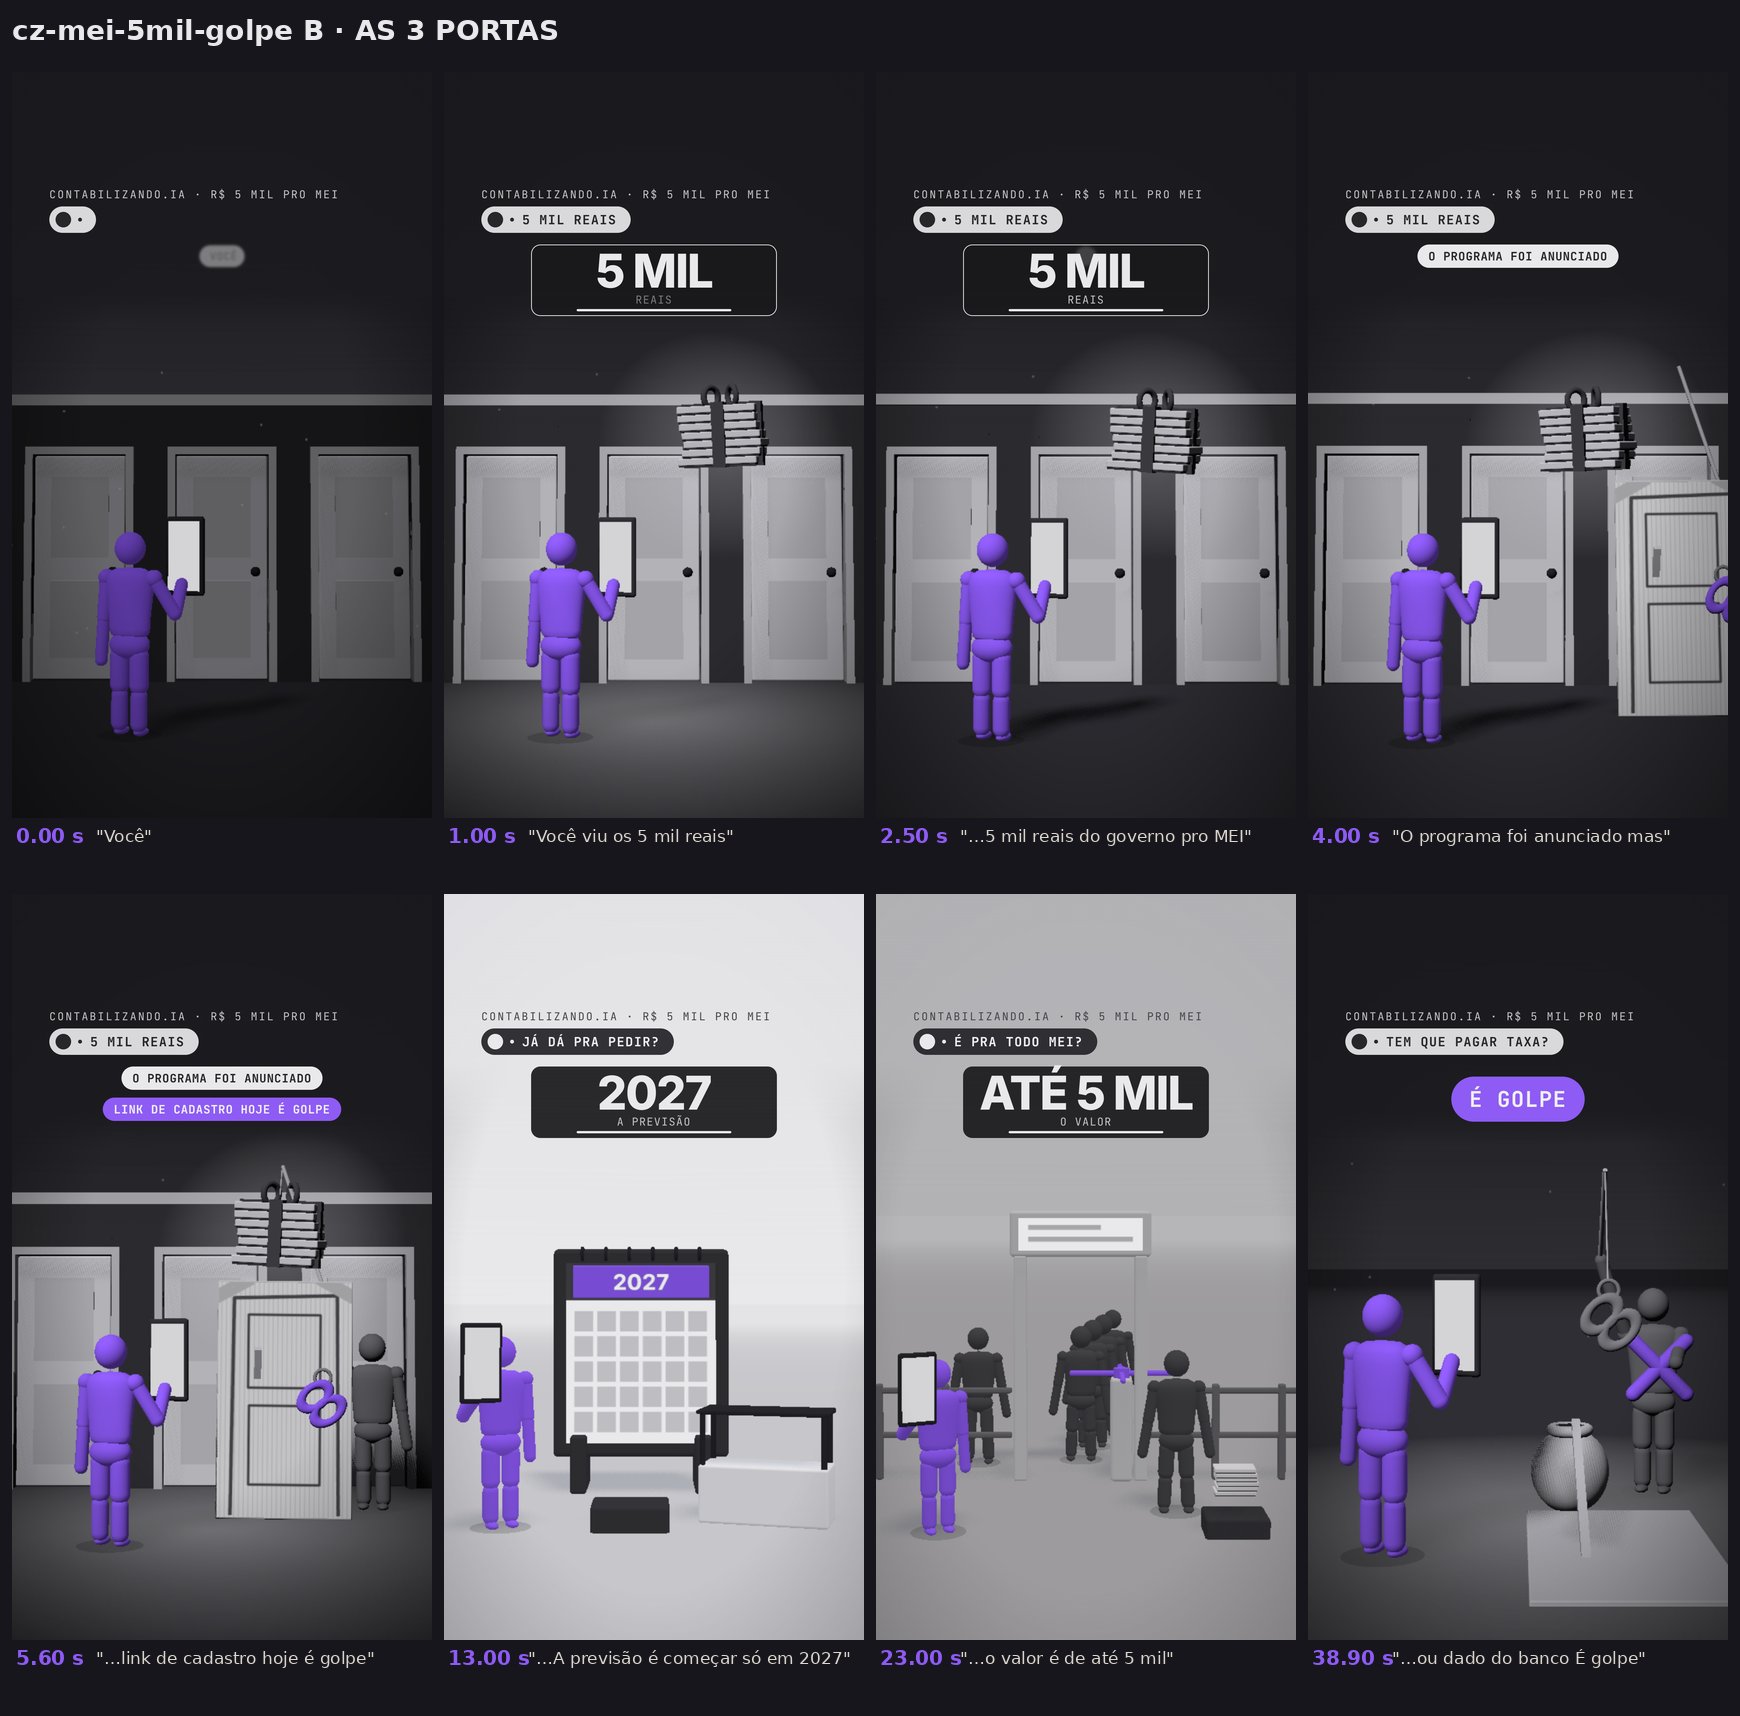 cz-mei-5mil-golpe B · AS 3 PORTAS
CONTABILIZANDO.IA · R$ 5 MIL PRO MEI
VOCÊ
0.00 s "Você"
CONTABILIZANDO.IA · R$ 5 MIL PRO MEI
• 5 MIL REAIS
5 MIL
REAIS
1.00 s "Você viu os 5 mil reais"
CONTABILIZANDO.IA · R$ 5 MIL PRO MEI
• 5 MIL REAIS
5 MIL
REAIS
2.50 s "...5 mil reais do governo pro MEI"
CONTABILIZANDO.IA · R$ 5 MIL PRO MEI
• 5 MIL REAIS
O PROGRAMA FOI ANUNCIADO
4.00 s "O programa foi anunciado mas"
CONTABILIZANDO.IA · R$ 5 MIL PRO MEI
• 5 MIL REAIS
O PROGRAMA FOI ANUNCIADO
LINK DE CADASTRO HOJE É GOLPE
5.60 s "...link de cadastro hoje é golpe"
CONTABILIZANDO.IA · R$ 5 MIL PRO MEI
• JÁ DÁ PRA PEDIR?
2027
A PREVISÃO
2027
13.00 s "...A previsão é começar só em 2027"
CONTABILIZANDO.IA · R$ 5 MIL PRO MEI
• É PRA TODO MEI?
ATÉ 5 MIL
O VALOR
23.00 s "...o valor é de até 5 mil"
CONTABILIZANDO.IA · R$ 5 MIL PRO MEI
• TEM QUE PAGAR TAXA?
É GOLPE
38.90 s "...ou dado do banco É golpe"